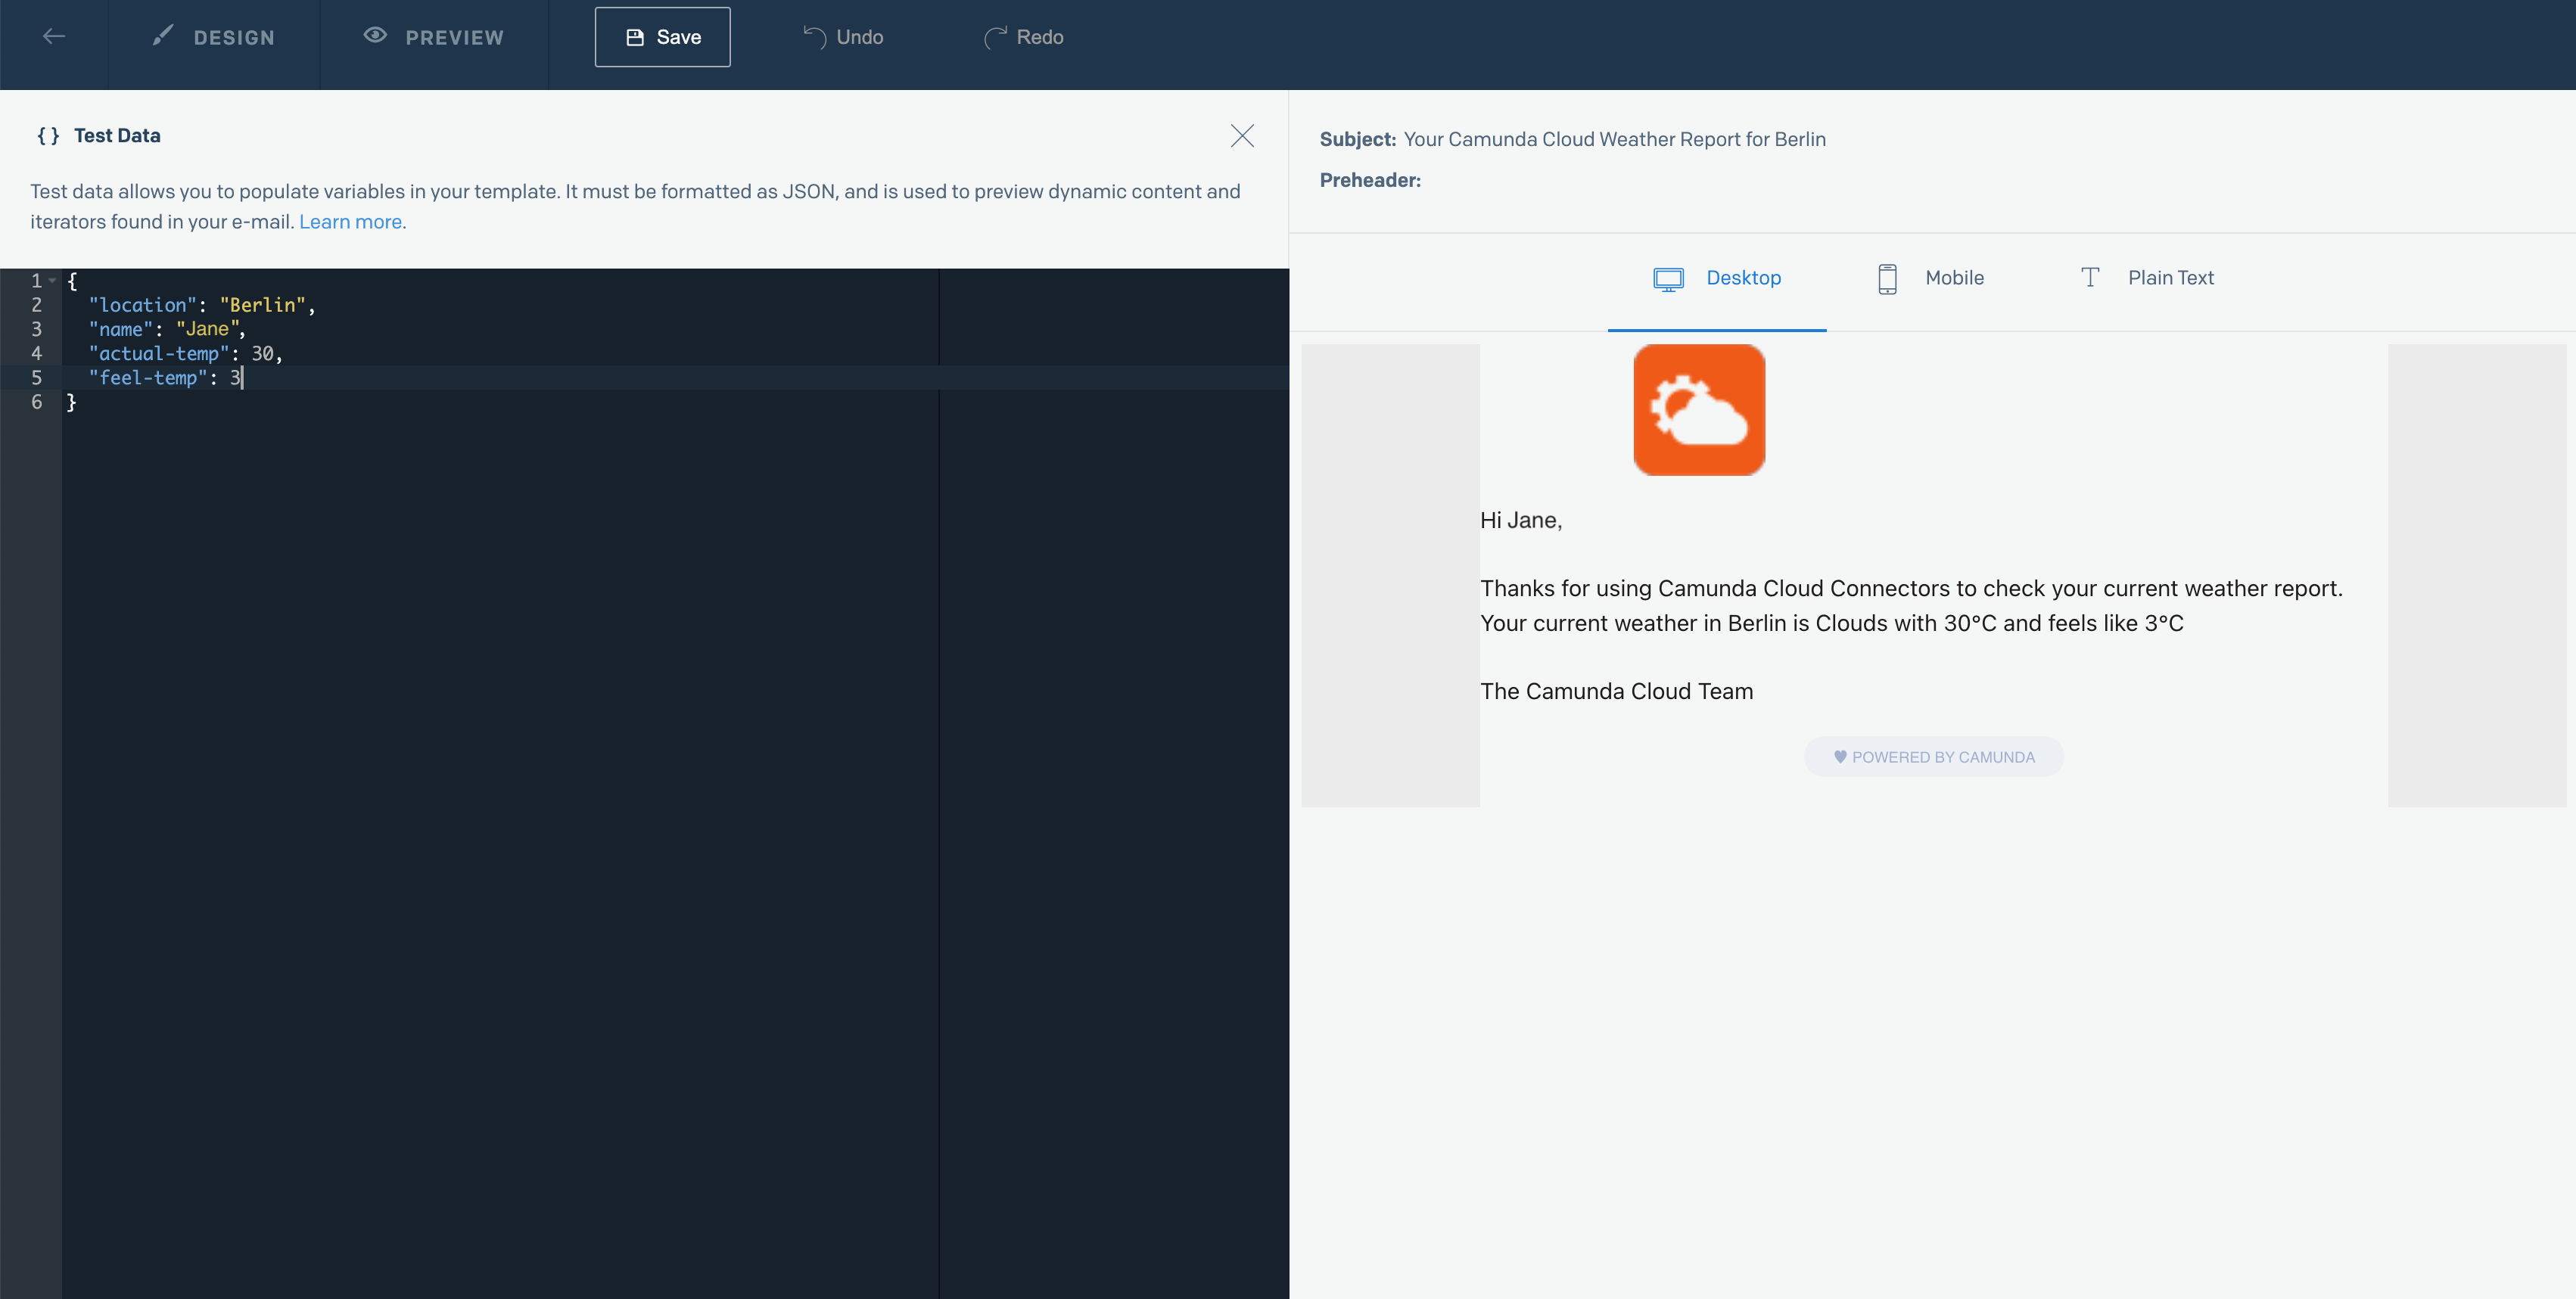 DESIGN
PREVIEW
Save
Undo
Redo
{ } Test Data
Test data allows you to populate variables in your template. It must be formatted as JSON, and is used to preview dynamic content and
iterators found in your e-mail. Learn more.
1 {
2 "location": "Berlin",
3 "name": "Jane",
4 "actual-temp": 30,
5 "feel-temp": 3
6 }
Subject: Your Camunda Cloud Weather Report for Berlin
Preheader:
Desktop
Mobile
Plain Text
Hi Jane,
Thanks for using Camunda Cloud Connectors to check your current weather report.
Your current weather in Berlin is Clouds with 30°C and feels like 3°C
The Camunda Cloud Team
♥ POWERED BY CAMUNDA